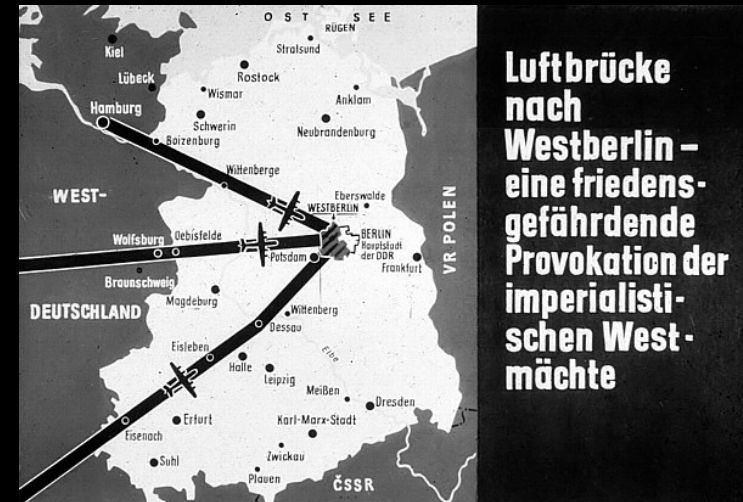 OST SEE
RÜGEN
Kiel
Stralsund
Rostock
Lübeck
Wismar
Anklam
Hamburg
Schwerin
Neubrandenburg
Boizenburg
Wittenberge
WEST-
Eberswalde
WESTBERLIN
VR POLEN
Wolfsburg
Oebisfelde
BERLIN
Hauptstadt
der DDR
Potsdam
Frankfurt
Braunschweig
Magdeburg
DEUTSCHLAND
Wittenberg
Dessau
Elbe
Eisleben
Halle
Leipzig
Meißen
Dresden
Erfurt
Karl-Marx-Stadt
Eisenach
Zwickau
Suhl
Plauen
ČSSR
Luftbrücke
nach
Westberlin –
eine friedens-
gefährdende
Provokation der
imperialisti-
schen West-
mächte